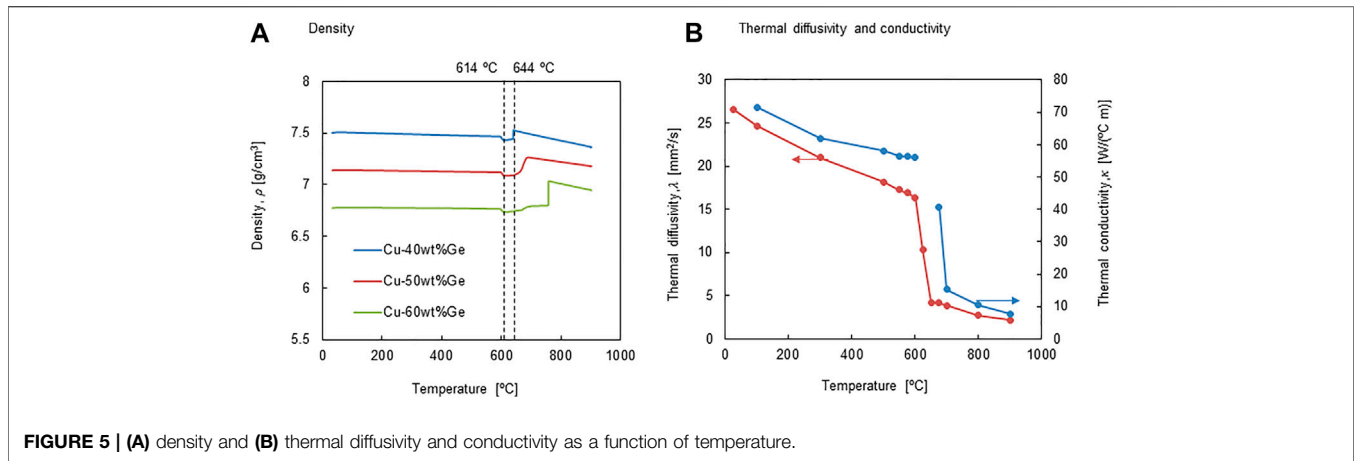 A Density
614 ºC 644 ºC
8
7.5
7
6.5
6
5.5
Density, ρ [g/cm³]
Cu-40wt%Ge
Cu-50wt%Ge
Cu-60wt%Ge
0 200 400 600 800 1000
Temperature [ºC]
B Thermal diffusivity and conductivity
30
25
20
15
10
5
0
Thermal diffusivity,λ [mm²/s]
80
70
60
50
40
30
20
10
0
Thermal conductivity,κ [W/(ºC m)]
0 200 400 600 800 1000
Temperature [ºC]
FIGURE 5 | (A) density and (B) thermal diffusivity and conductivity as a function of temperature.